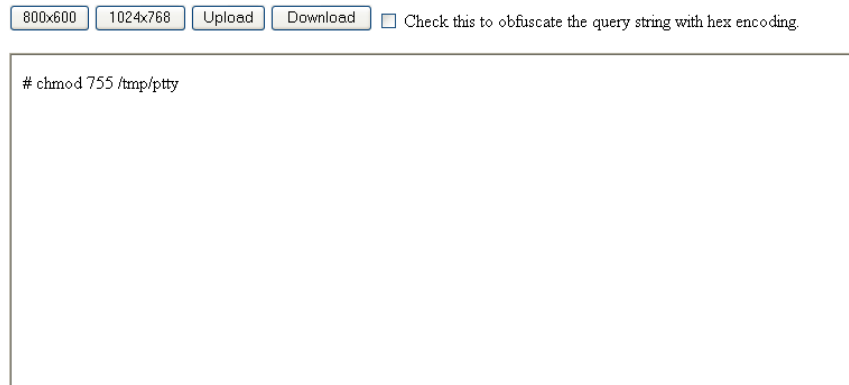 800x600 1024x768 Upload Download Check this to obfuscate the query string with hex encoding.
# chmod 755 /tmp/ptty